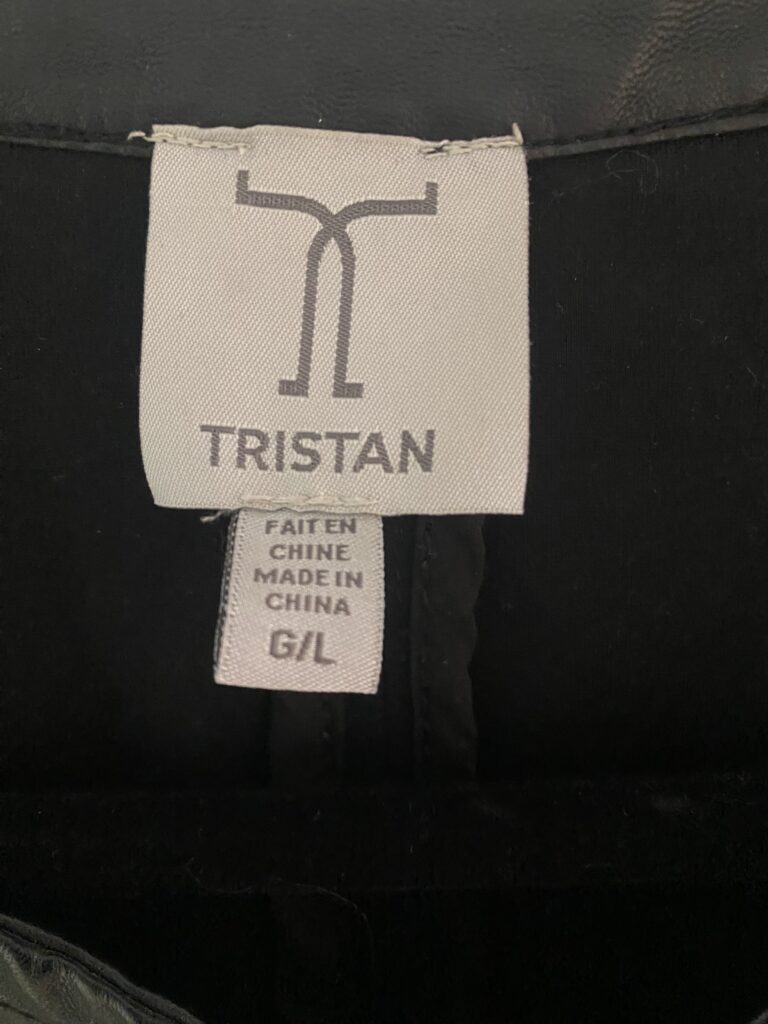 TRISTAN
FAIT EN
CHINE
MADE IN
CHINA
G/L